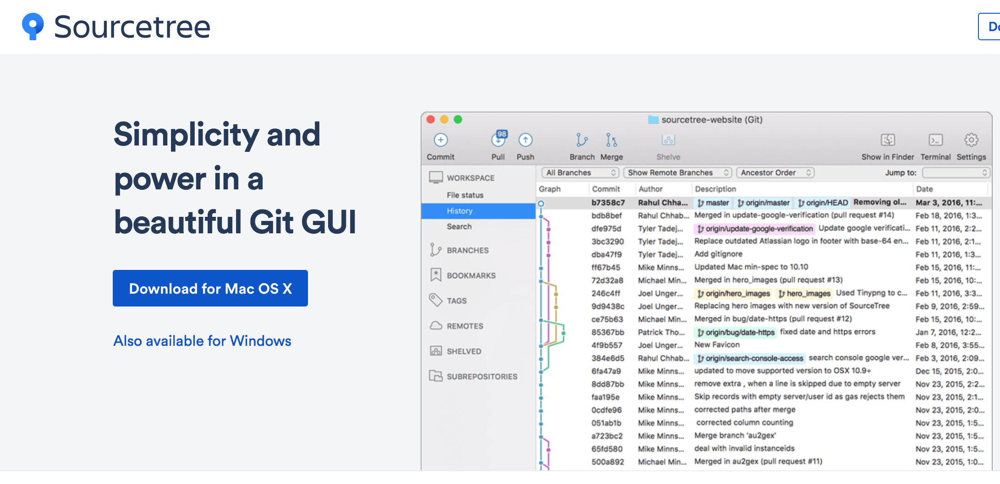 Sourcetree
Simplicity and
power in a
beautiful Git GUI
Download for Mac OS X
Also available for Windows
sourcetree-website (Git)
98
Commit Pull Push Branch Merge Shelve Show in Finder Terminal Settings
All Branches Show Remote Branches Ancestor Order Jump to:
WORKSPACE
File status
History
Search
BRANCHES
BOOKMARKS
TAGS
REMOTES
SHELVED
SUBREPOSITORIES
Graph Commit Author Description Date
b7358c7 Rahul Chha... master origin/master origin/HEAD Removing ol... Mar 3, 2016, 11:...
bdb8bef Rahul Chhab... Merged in update-google-verification (pull request #14) Feb 18, 2016, 1:3...
dfe975d Tyler Tadej... origin/update-google-verification Update google verificati... Feb 11, 2016, 2:2...
3bc3290 Tyler Tadej... Replace outdated Atlassian logo in footer with base-64 en... Feb 11, 2016, 2:1...
dba47f9 Tyler Tadej... Add gitignore Feb 11, 2016, 1:3...
ff67b45 Mike Minns... Updated Mac min-spec to 10.10 Feb 15, 2016, 11:...
72d32a8 Michael Min... Merged in hero_images (pull request #13) Feb 15, 2016, 10:...
246c4ff Joel Unger... origin/hero_images hero_images Used Tinypng to c... Feb 11, 2016, 3:3...
9d9438c Joel Unger... Replacing hero images with new version of SourceTree Feb 9, 2016, 2:59...
ce75b63 Michael Min... Merged in bug/date-https (pull request #12) Feb 15, 2016, 10:...
85367bb Patrick Tho... origin/bug/date-https fixed date and https errors Jan 7, 2016, 12:2...
4f9b557 Joel Unger... New Favicon Feb 8, 2016, 3:55...
384e6d5 Rahul Chhab... origin/search-console-access search console google ver... Feb 3, 2016, 2:09...
6fa47a9 Mike Minns... updated to move supported version to OSX 10.9+ Dec 15, 2015, 2:0...
8dd87bb Mike Minns... remove extra , when a line is skipped due to empty server Nov 23, 2015, 2:2...
faa195e Mike Minns... Skip records with empty server/user id as gas rejects them Nov 23, 2015, 2:1...
0cdfe96 Mike Minns... corrected paths after merge Nov 23, 2015, 2:0...
051ab1b Mike Minns... corrected column counting Nov 23, 2015, 1:5...
a723bc2 Mike Minns... Merge branch 'au2gex' Nov 23, 2015, 1:5...
65fd580 Mike Minns... deal with invalid instanceids Nov 23, 2015, 1:5...
500a892 Michael Min... Merged in au2gex (pull request #11) Nov 23, 2015, 1:0...